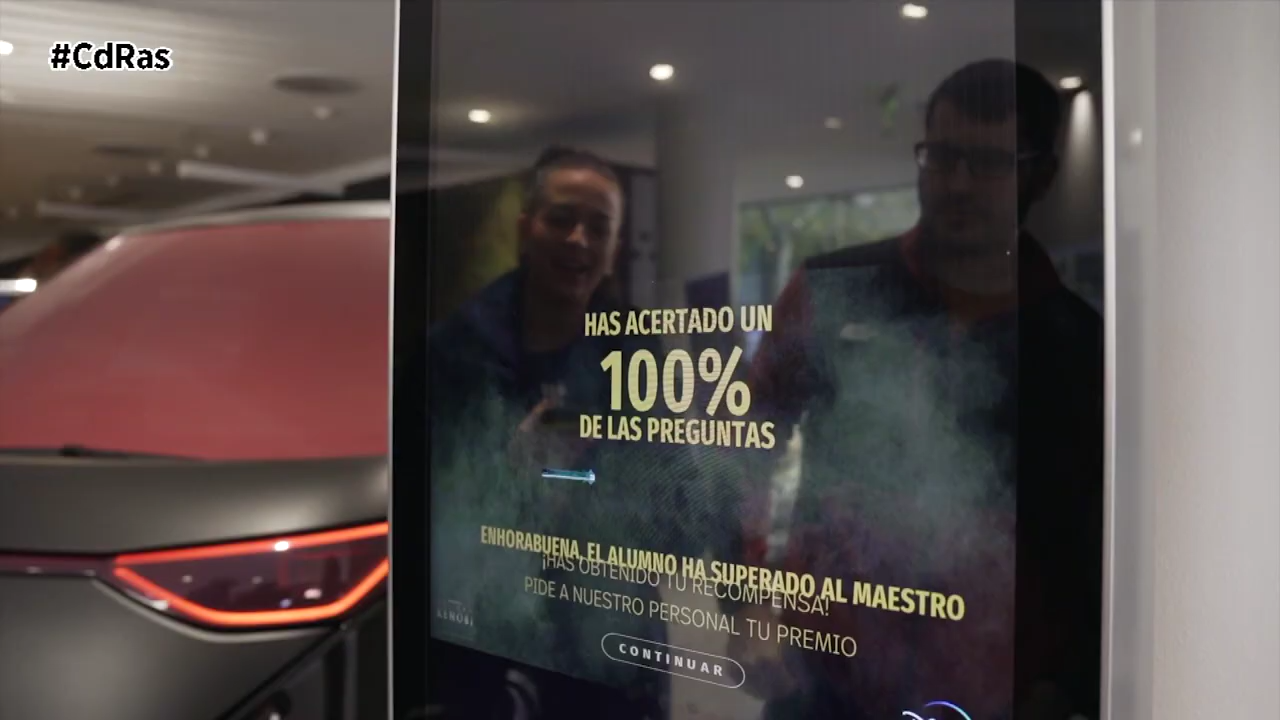 #CdRas
HAS ACERTADO UN
100%
DE LAS PREGUNTAS
ENHORABUENA, EL ALUMNO HA SUPERADO AL MAESTRO
¡HAS OBTENIDO TU RECOMPENSA!
PIDE A NUESTRO PERSONAL TU PREMIO
KENOBI
CONTINUAR